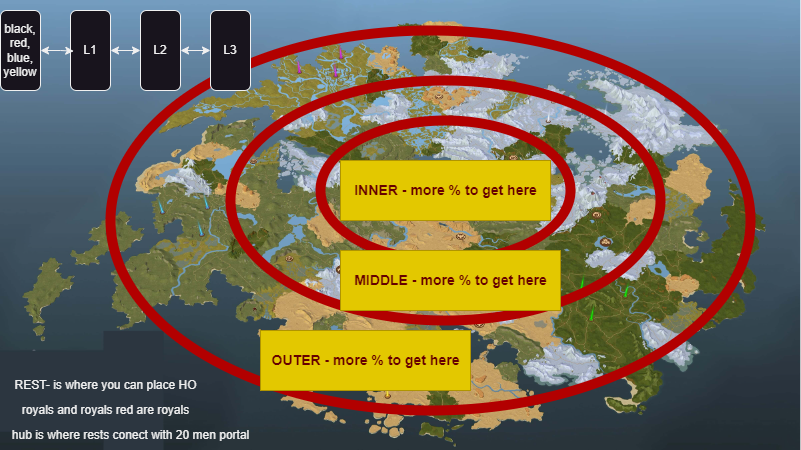 black,
red,
blue,
yellow
L1
L2
L3
INNER - more % to get here
MIDDLE - more % to get here
OUTER - more % to get here
REST- is where you can place HO
royals and royals red are royals
hub is where rests conect with 20 men portal